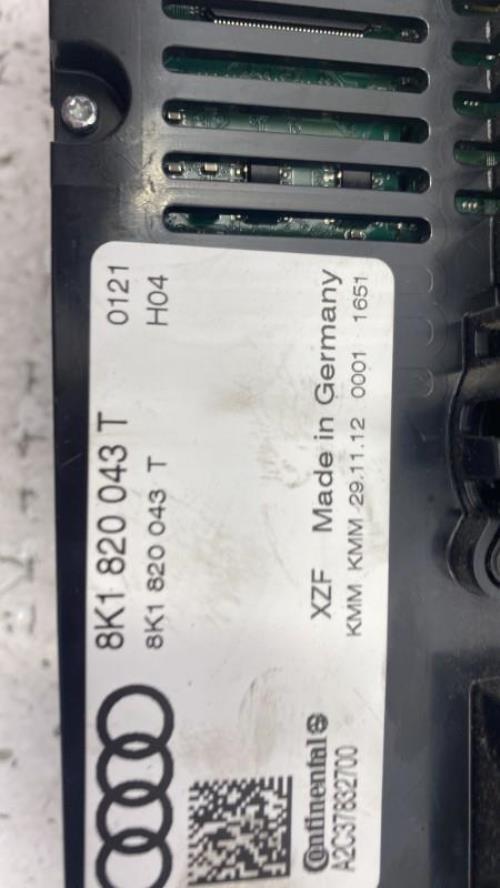 8K1 820 043 T 0121
8K1 820 043 T H04
XZF Made in Germany
KMM KMM 29.11.12 0001 1651
Continental
A2C37832700